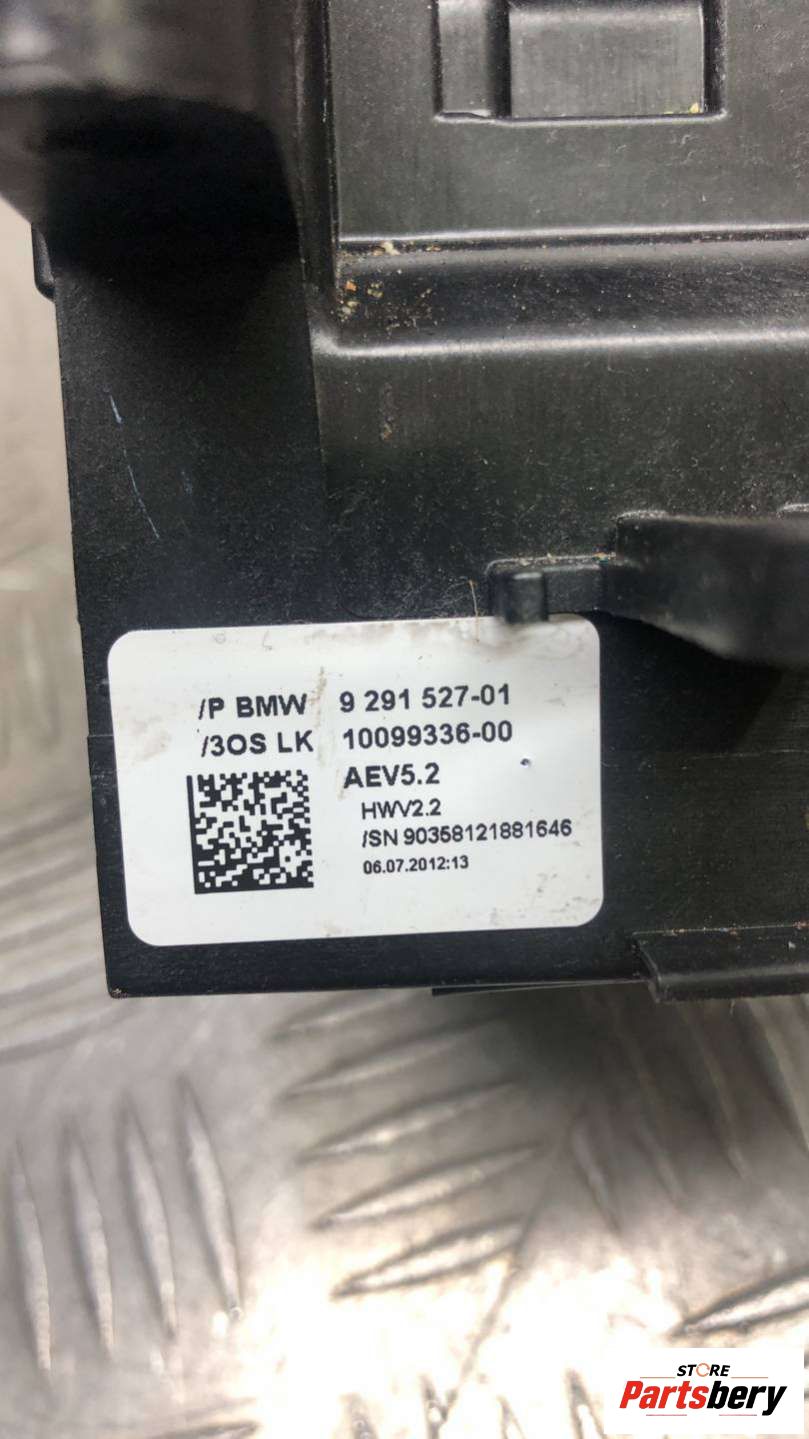 /P BMW 9 291 527-01
/3OS LK 10099336-00
AEV5.2
HWV2.2
/SN 90358121881646
06.07.2012:13
STORE
Partsbery